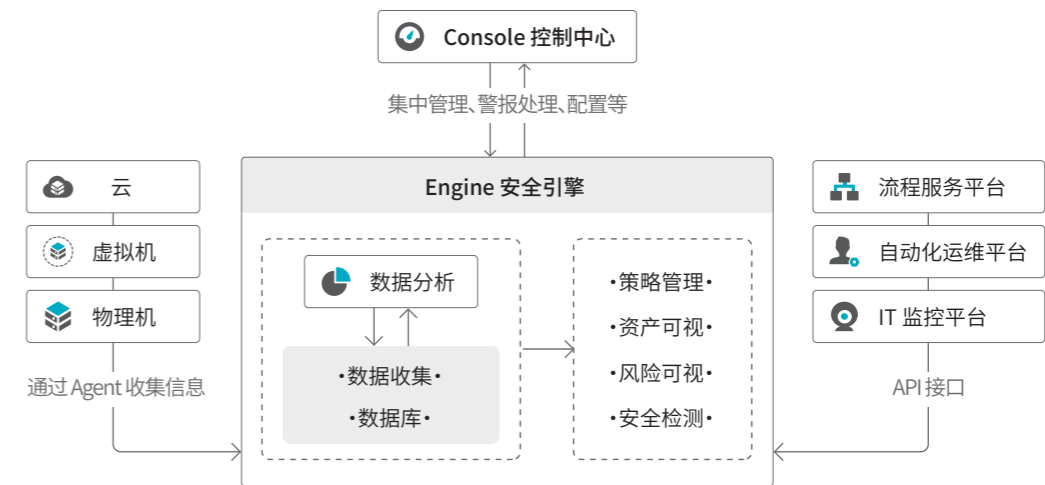 Console 控制中心
集中管理、警报处理、配置等
云
虚拟机
物理机
通过 Agent 收集信息
Engine 安全引擎
数据分析
·数据收集·
·数据库·
·策略管理·
·资产可视·
·风险可视·
·安全检测·
流程服务平台
自动化运维平台
IT 监控平台
API 接口